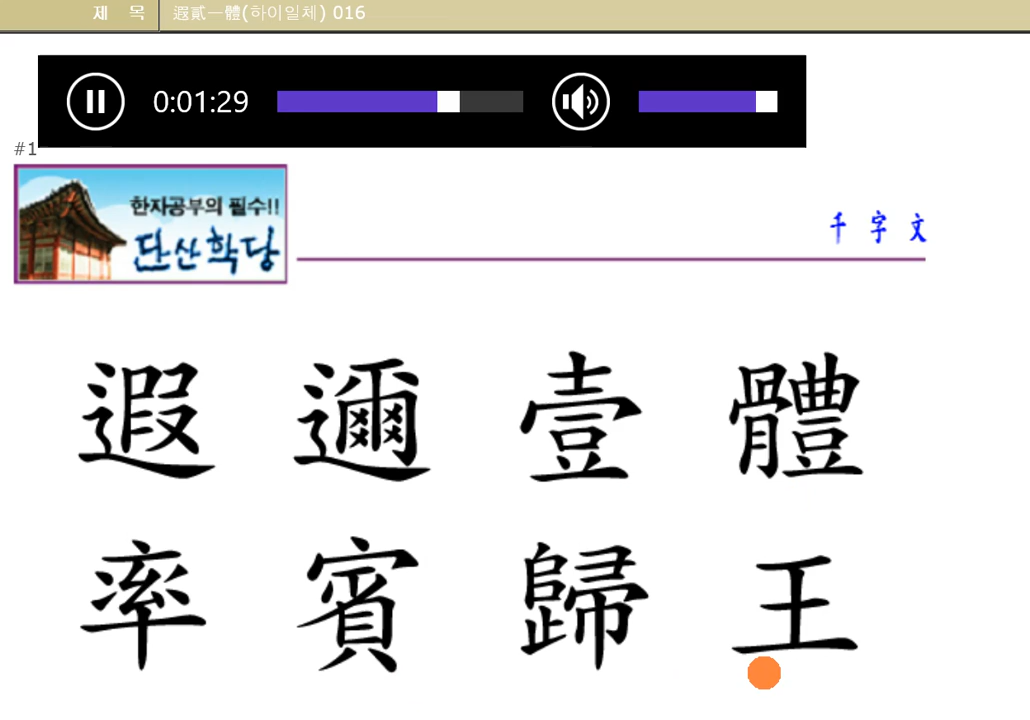 제 목 遐貳一體(하이일체) 016
0:01:29
#1
한자공부의 필수!!
단산학당
千字文
遐邇壹體
率賓歸王